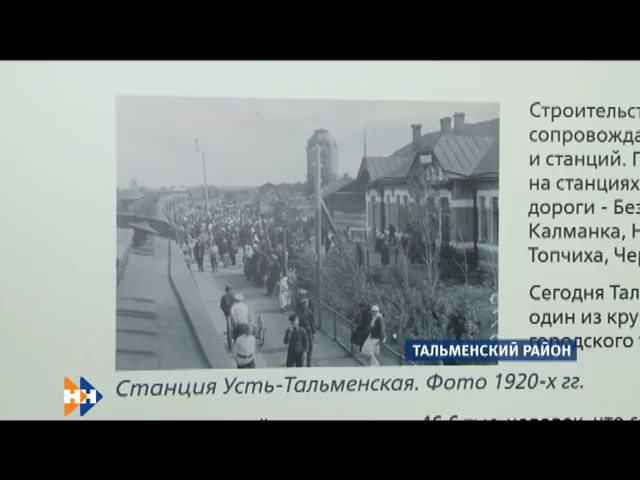 Строительст
сопровожда
и станций. П
на станциях
дороги - Без
Калманка, Н
Топчиха, Чер
Сегодня Тал
один из кру
городского т
ТАЛЬМЕНСКИЙ РАЙОН
Станция Усть-Тальменская. Фото 1920-х гг.
НН